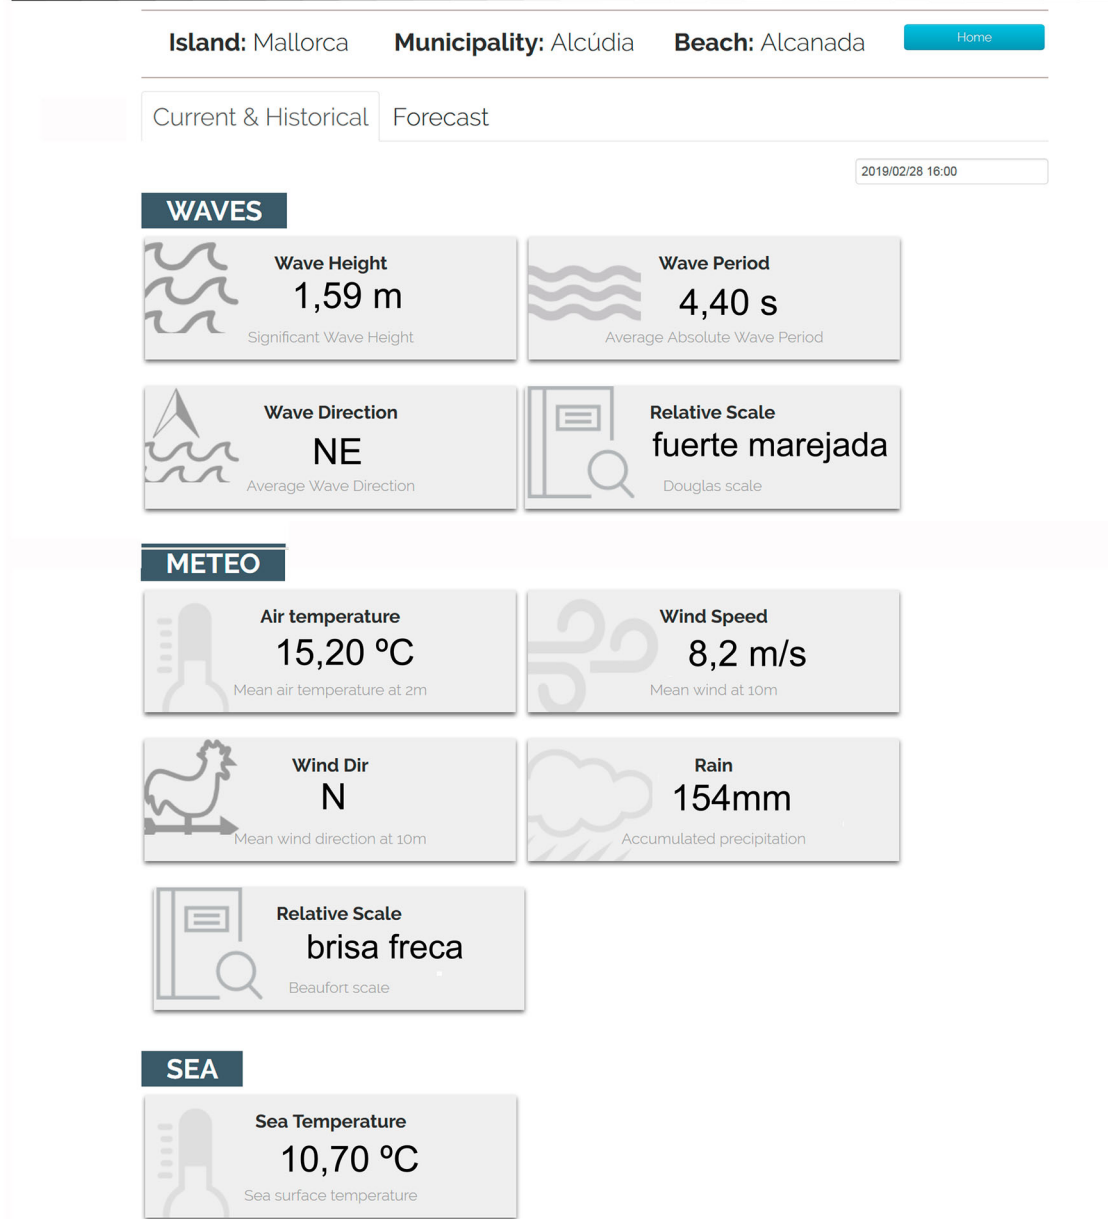 Island: Mallorca Municipality: Alcúdia Beach: Alcanada Home
Current & Historical Forecast
2019/02/28 16:00
WAVES
Wave Height
1,59 m
Significant Wave Height
Wave Period
4,40 s
Average Absolute Wave Period
Wave Direction
NE
Average Wave Direction
Relative Scale
fuerte marejada
Douglas scale
METEO
Air temperature
15,20 ºC
Mean air temperature at 2m
Wind Speed
8,2 m/s
Mean wind at 10m
Wind Dir
N
Mean wind direction at 10m
Rain
154mm
Accumulated precipitation
Relative Scale
brisa freca
Beaufort scale
SEA
Sea Temperature
10,70 ºC
Sea surface temperature